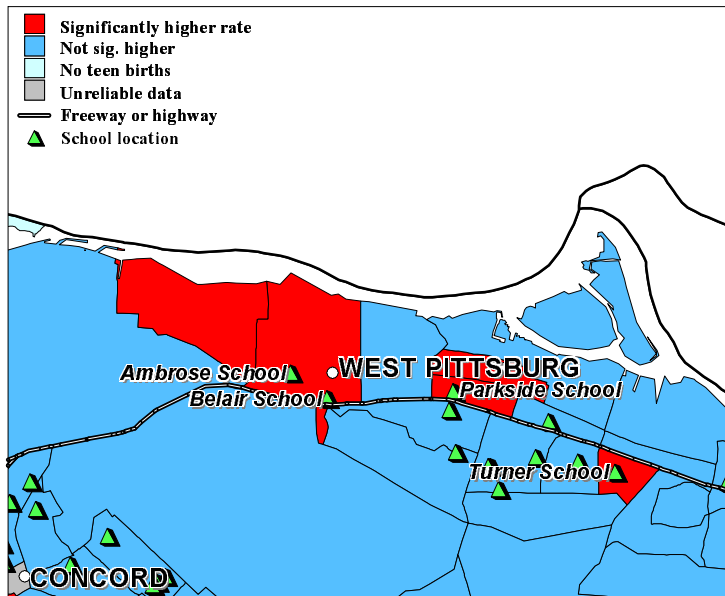 Significantly higher rate
Not sig. higher
No teen births
Unreliable data
Freeway or highway
School location
WEST PITTSBURG
Ambrose School
Parkside School
Belair School
Turner School
CONCORD